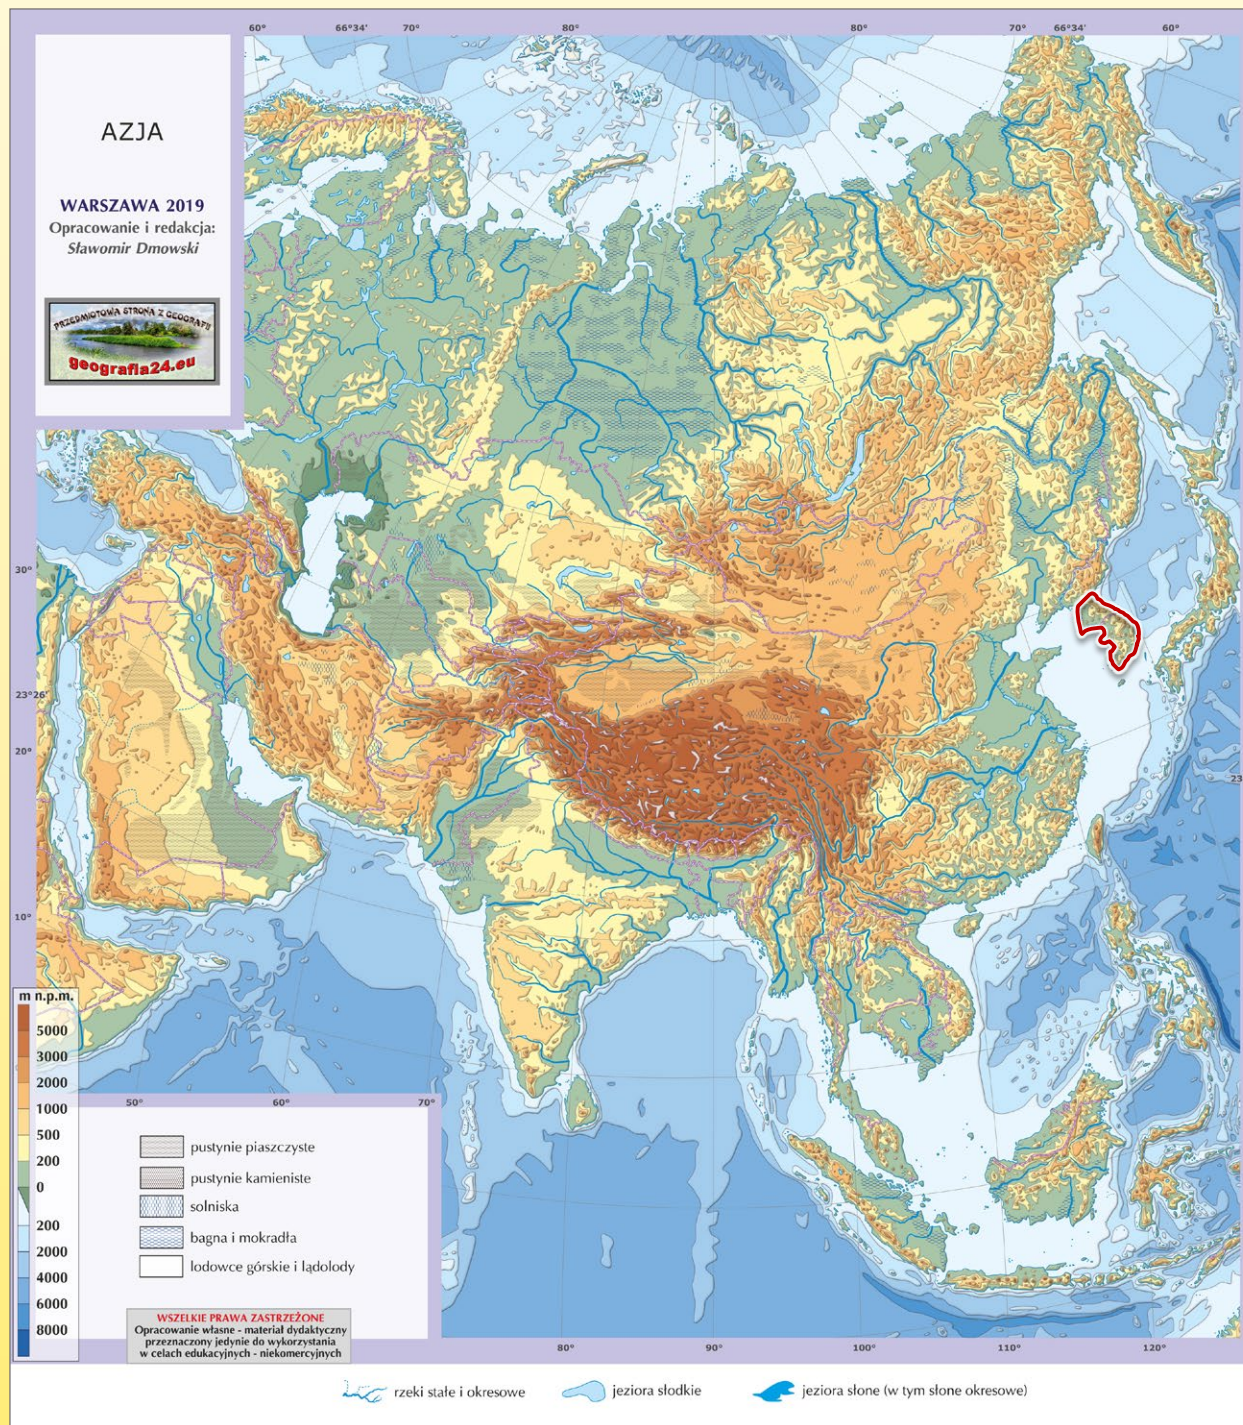 60° 66°34' 70° 80° 80° 70° 66°34' 60°
AZJA
WARSZAWA 2019
Opracowanie i redakcja:
Sławomir Dmowski
PRZEDMIOTOWA STRONA Z GEOGRAFII
geografia24.eu
30°
23°26'
20°
23
10°
m n.p.m.
5000
3000
2000
1000
500
200
0
200
2000
4000
6000
8000
50° 60° 70°
pustynie piaszczyste
pustynie kamieniste
solniska
bagna i mokradła
lodowce górskie i lądolody
WSZELKIE PRAWA ZASTRZEŻONE
Opracowanie własne - materiał dydaktyczny
przeznaczony jedynie do wykorzystania
w celach edukacyjnych - niekomercyjnych
80° 90° 100° 110° 120°
rzeki stałe i okresowe
jeziora słodkie
jeziora słone (w tym słone okresowe)